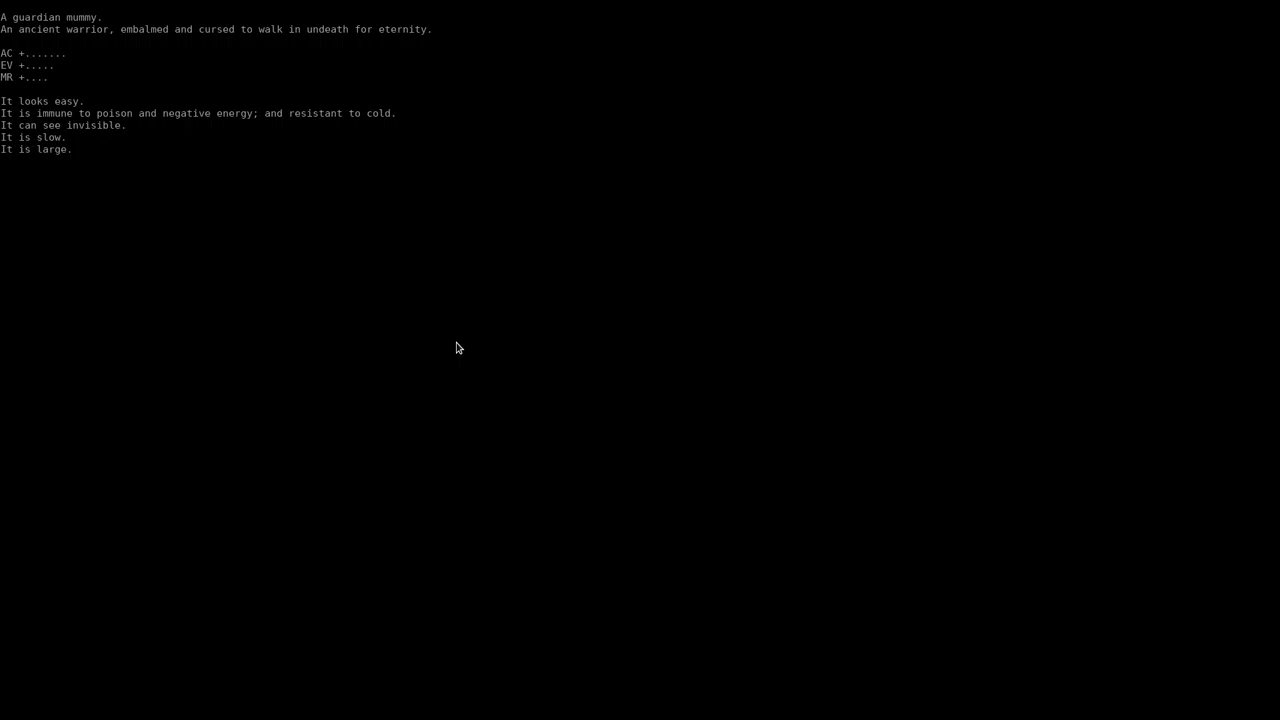 A guardian mummy.
An ancient warrior, embalmed and cursed to walk in undeath for eternity.
AC +.......
EV +.....
MR +....
It looks easy.
It is immune to poison and negative energy; and resistant to cold.
It can see invisible.
It is slow.
It is large.